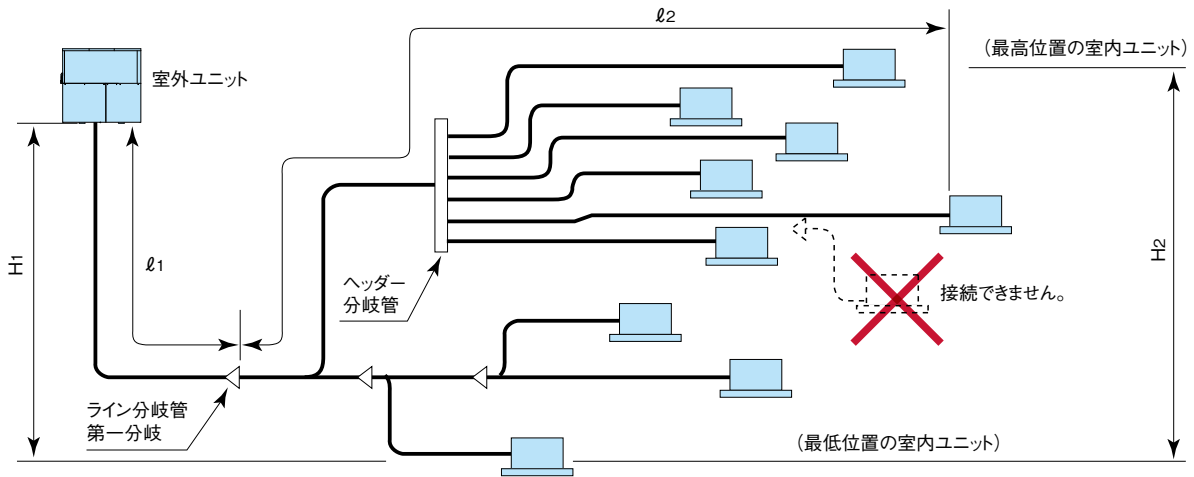 ℓ2
(最高位置の室内ユニット)
室外ユニット
H1
ℓ1
H2
ヘッダー
分岐管
接続できません。
ライン分岐管
第一分岐
(最低位置の室内ユニット)